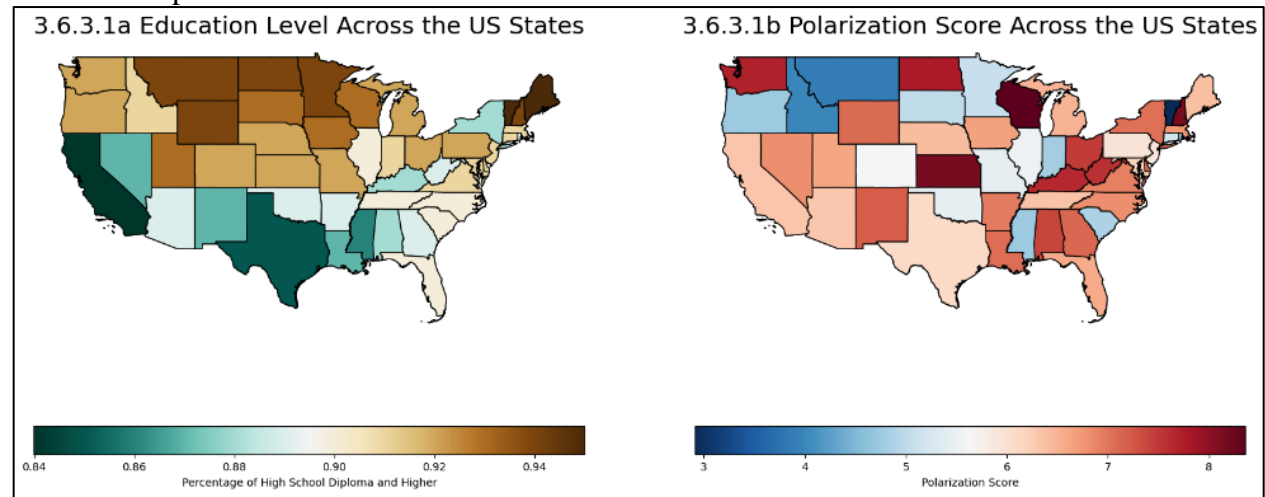 3.6.3.1a Education Level Across the US States
3.6.3.1b Polarization Score Across the US States
0.84 0.86 0.88 0.90 0.92 0.94
Percentage of High School Diploma and Higher
3 4 5 6 7 8
Polarization Score